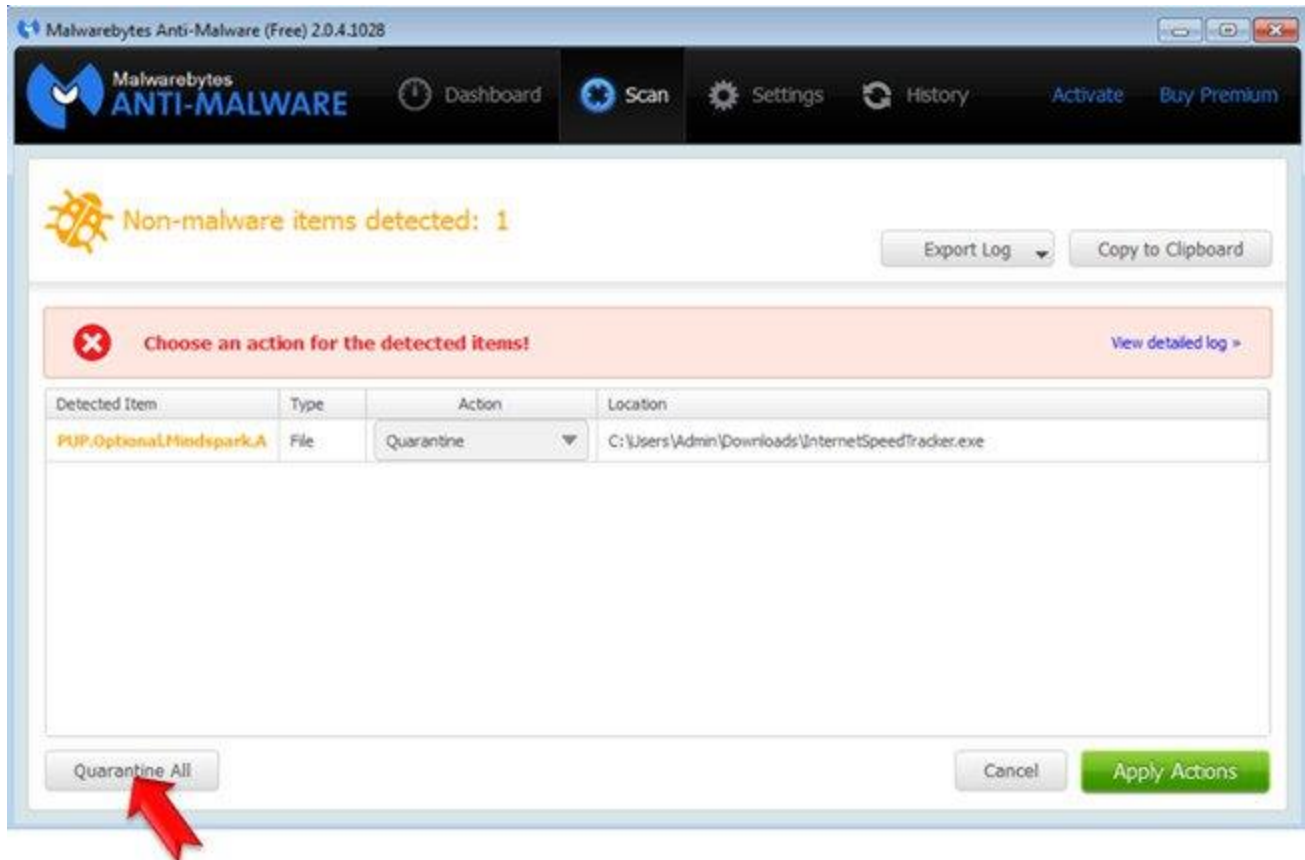 Malwarebytes Anti-Malware (Free) 2.0.4.1028
Malwarebytes
ANTI-MALWARE
Dashboard
Scan
Settings
History
Activate
Buy Premium
Non-malware items detected: 1
Export Log
Copy to Clipboard
Choose an action for the detected items!
View detailed log »
Detected Item Type Action Location
PUP.Optional.Mindspark.A File Quarantine C:\Users\Admin\Downloads\InternetSpeedTracker.exe
Quarantine All
Cancel
Apply Actions